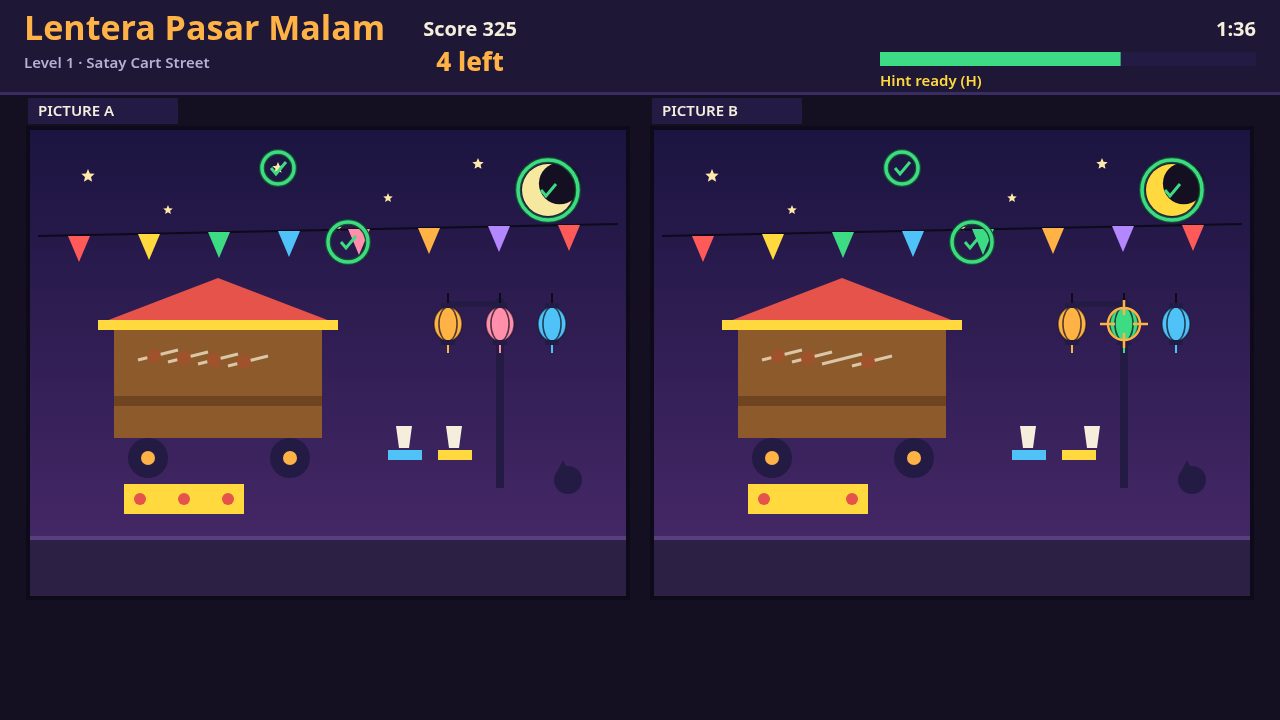 Lentera Pasar Malam
Level 1 · Satay Cart Street
Score 325
4 left
1:36
Hint ready (H)
PICTURE A
PICTURE B